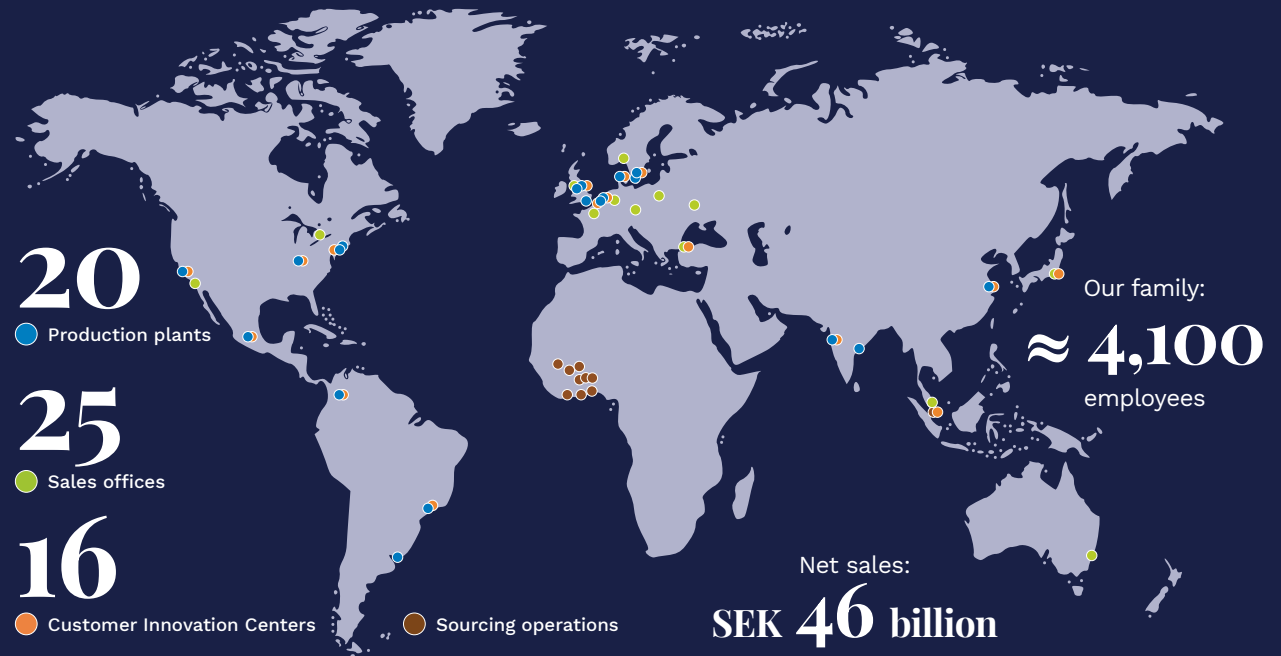 20
Production plants
25
Sales offices
16
Customer Innovation Centers
Sourcing operations
Our family:
≈ 4,100
employees
Net sales:
SEK 46 billion